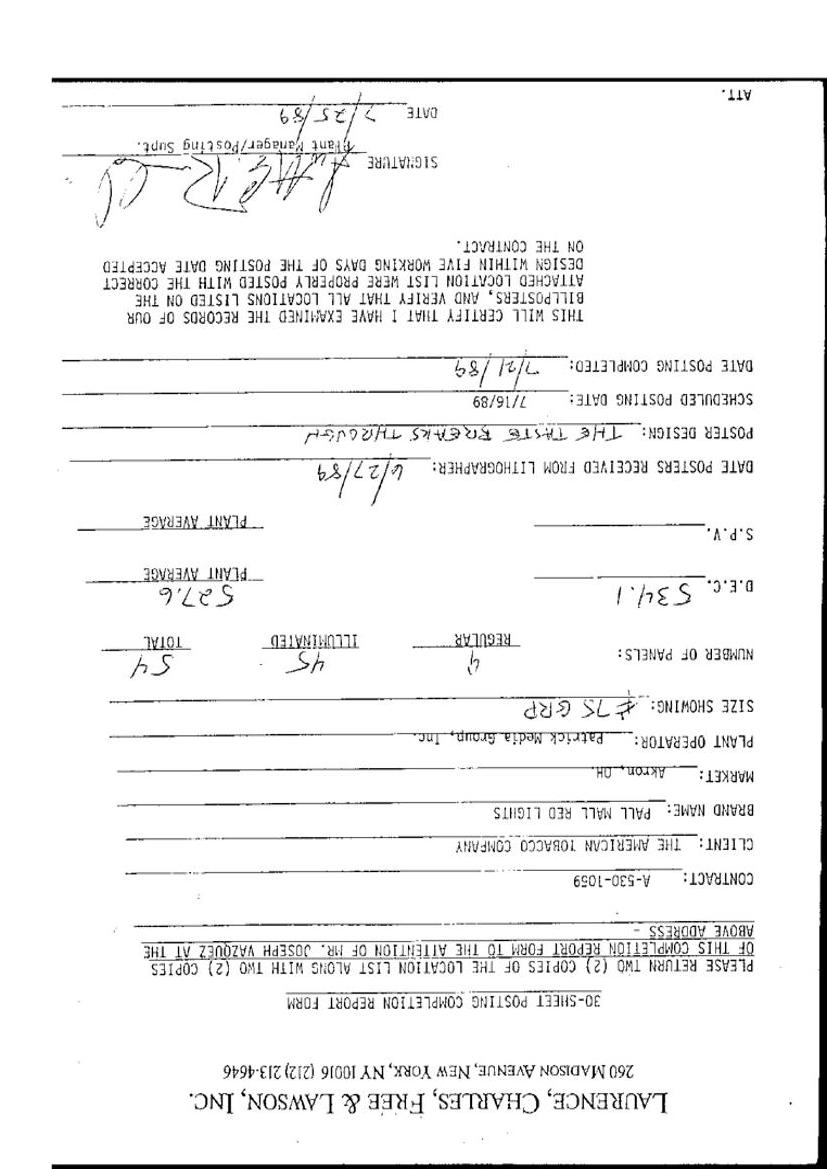 LAURENCE, CHARLES, FREE & LAWSON, INC.
260 MADISON AVENUE, NEW YORK, NY 10016 (212) 213-4646
30-SHEET POSTING COMPLETION REPORT FORM
PLEASE RETURN TWO (2) COPIES OF THE LOCATION LIST ALONG WITH TWO (2) COPIES
OF THIS COMPLETION REPORT FORM TO THE ATTENTION OF MR. JOSEPH VAZQUEZ AT THE
ABOVE ADDRESS -
CONTRACT: A-530-1059
CLIENT: THE AMERICAN TOBACCO COMPANY
BRAND NAME: PALL MALL RED LIGHTS
MARKET: Akron, OH.
PLANT OPERATOR: Patrick Media Group, Inc.
SIZE SHOWING: #75 GRP
NUMBER OF PANELS: 9 REGULAR 45 ILLUMINATED 54 TOTAL
D.E.C. 534.1 527.6 PLANT AVERAGE
S.P.V. PLANT AVERAGE
DATE POSTERS RECEIVED FROM LITHOGRAPHER: 6/27/89
POSTER DESIGN: THE TASTE BREAKS THROUGH
SCHEDULED POSTING DATE: 7/16/89
DATE POSTING COMPLETED: 7/21/89
THIS WILL CERTIFY THAT I HAVE EXAMINED THE RECORDS OF OUR
BILLPOSTERS, AND VERIFY THAT ALL LOCATIONS LISTED ON THE
ATTACHED LOCATION LIST WERE PROPERLY POSTED WITH THE CORRECT
DESIGN WITHIN FIVE WORKING DAYS OF THE POSTING DATE ACCEPTED
ON THE CONTRACT.
SIGNATURE
Plant Manager/Posting Supt.
DATE 7/25/89
ATT.